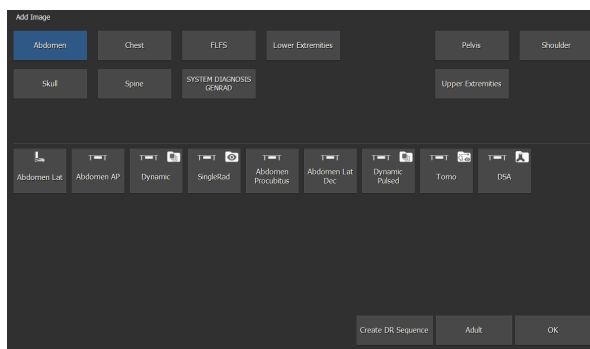 Add Image
Abdomen Chest FLFS Lower Extremities Pelvis Shoulder
Skull Spine SYSTEM DIAGNOSIS GENRAD Upper Extremities
Abdomen Lat Abdomen AP Dynamic SingleRad Abdomen Procubitus Abdomen Lat Dec Dynamic Pulsed Tomo DSA
Create DR Sequence Adult OK